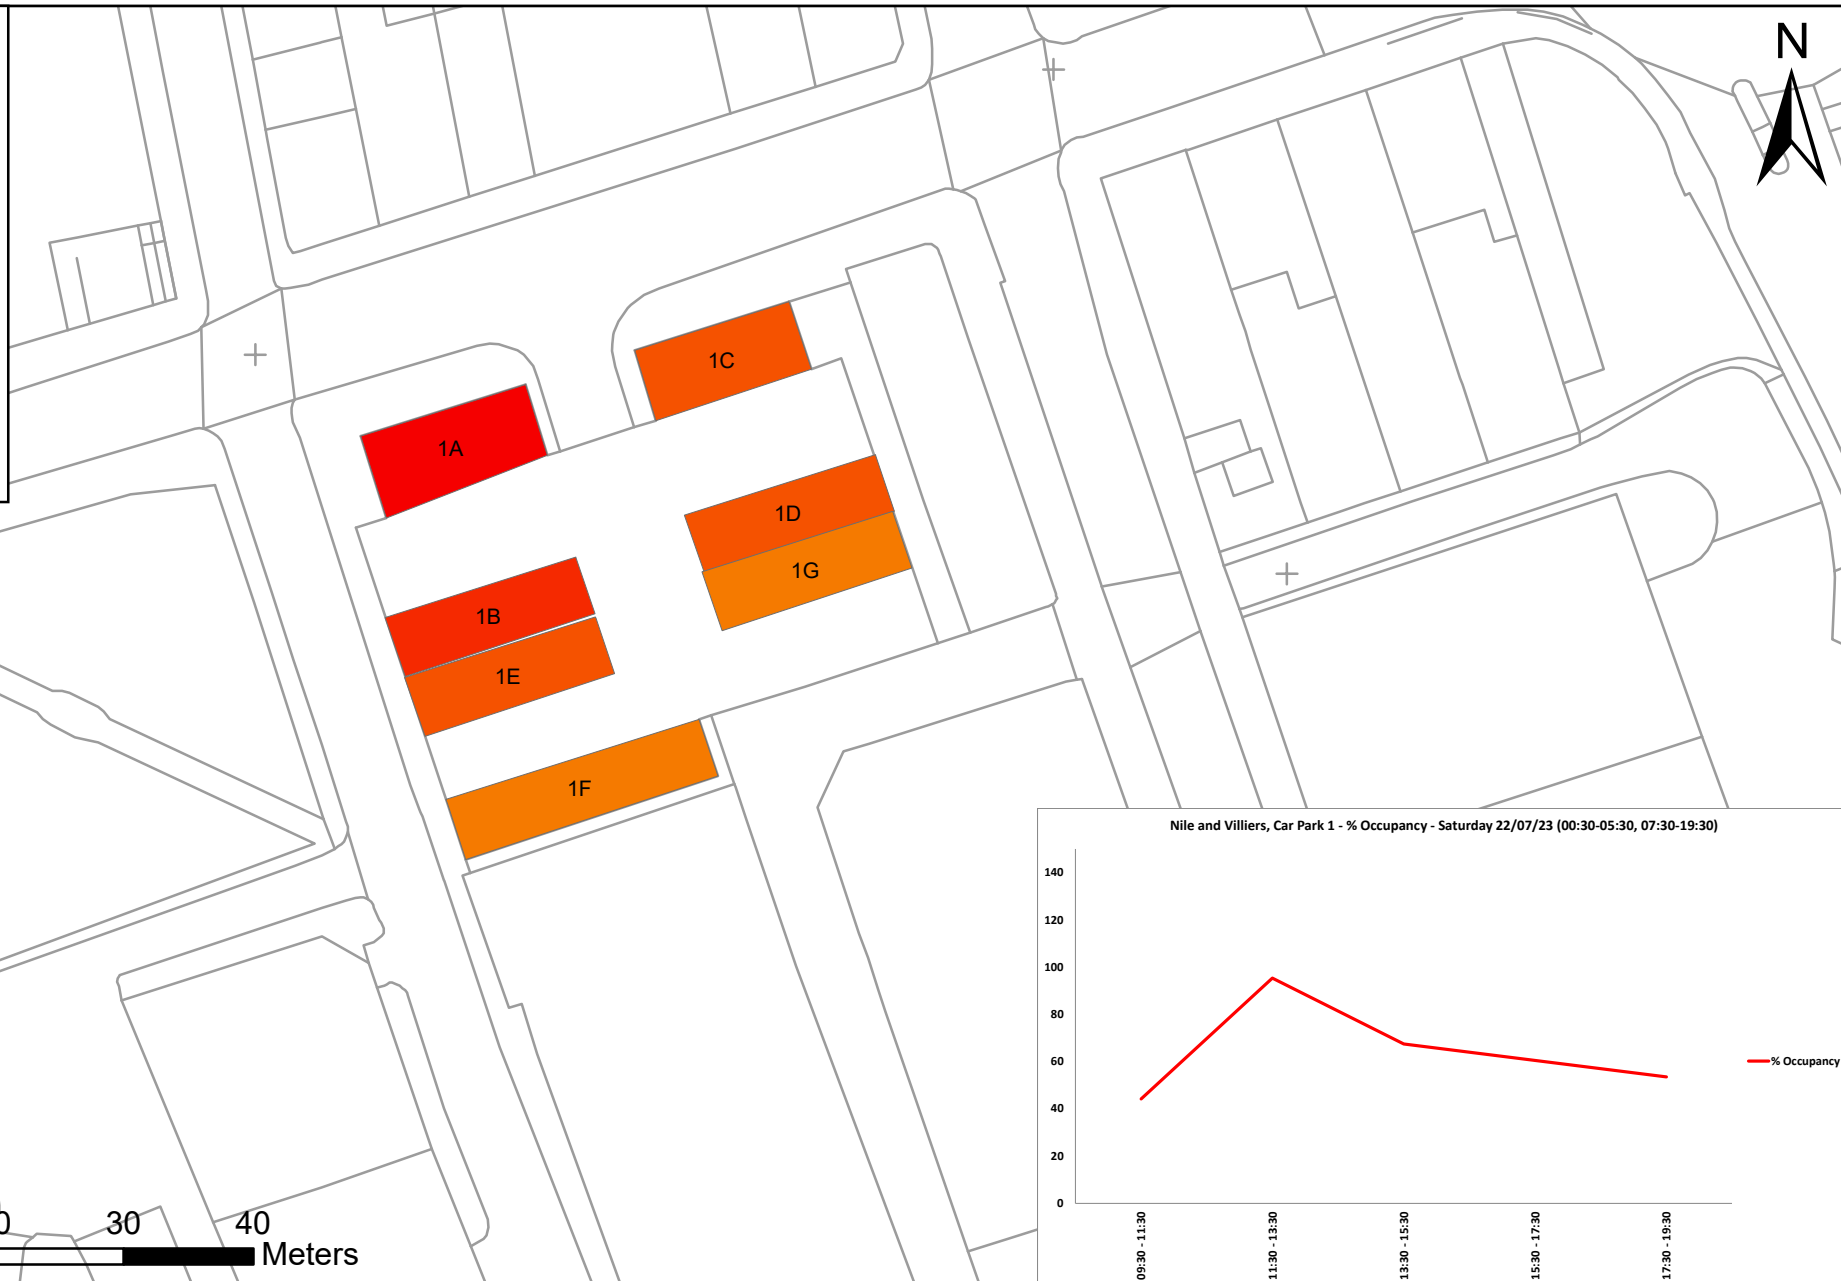 N
1C
1A
1D
1G
1B
1E
1F
Nile and Villiers, Car Park 1 - % Occupancy - Saturday 22/07/23 (00:30-05:30, 07:30-19:30)
140
120
100
80
60
40
20
0
% Occupancy
09:30 - 11:30
11:30 - 13:30
13:30 - 15:30
15:30 - 17:30
17:30 - 19:30
30
40
Meters